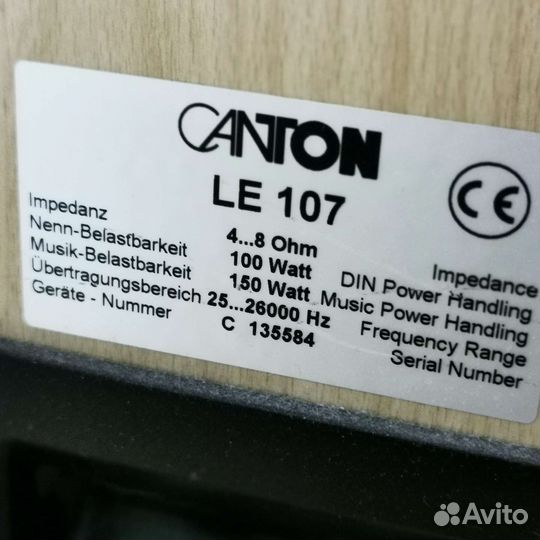 CANTON
LE 107
CE
Impedanz 4...8 Ohm Impedance
Nenn-Belastbarkeit 100 Watt DIN Power Handling
Musik-Belastbarkeit 150 Watt Music Power Handling
Übertragungsbereich 25...26000 Hz Frequency Range
Geräte - Nummer C 135584 Serial Number
Avito